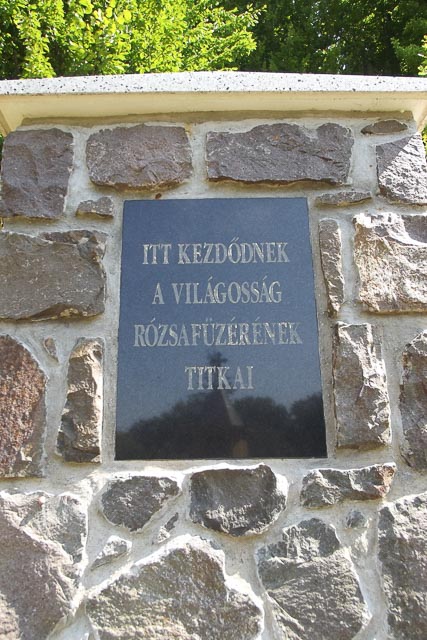 ITT KEZDŐDNEK
A VILÁGOSSÁG
RÓZSAFÜZÉRÉNEK
TITKAI